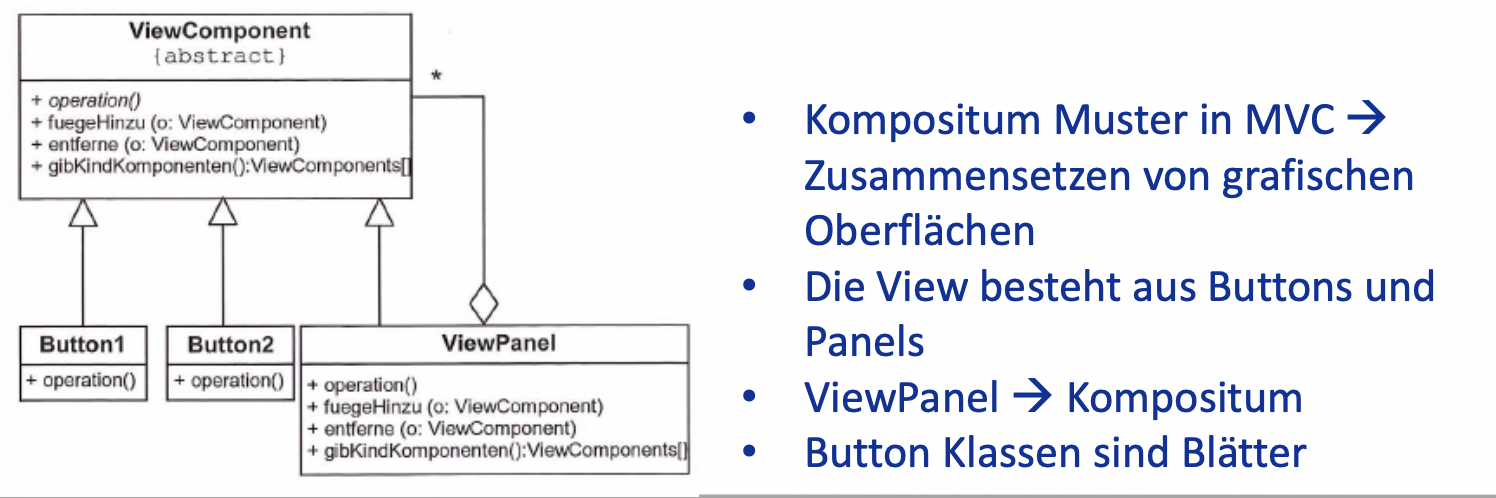 ViewComponent
{abstract}
+ operation()
+ fuegeHinzu (o: ViewComponent)
+ entferne (o: ViewComponent)
+ gibKindKomponenten():ViewComponents[]
*
Button1
+ operation()
Button2
+ operation()
ViewPanel
+ operation()
+ fuegeHinzu (o: ViewComponent)
+ entferne (o: ViewComponent)
+ gibKindKomponenten():ViewComponents[]
• Kompositum Muster in MVC →
Zusammensetzen von grafischen
Oberflächen
• Die View besteht aus Buttons und
Panels
• ViewPanel → Kompositum
• Button Klassen sind Blätter